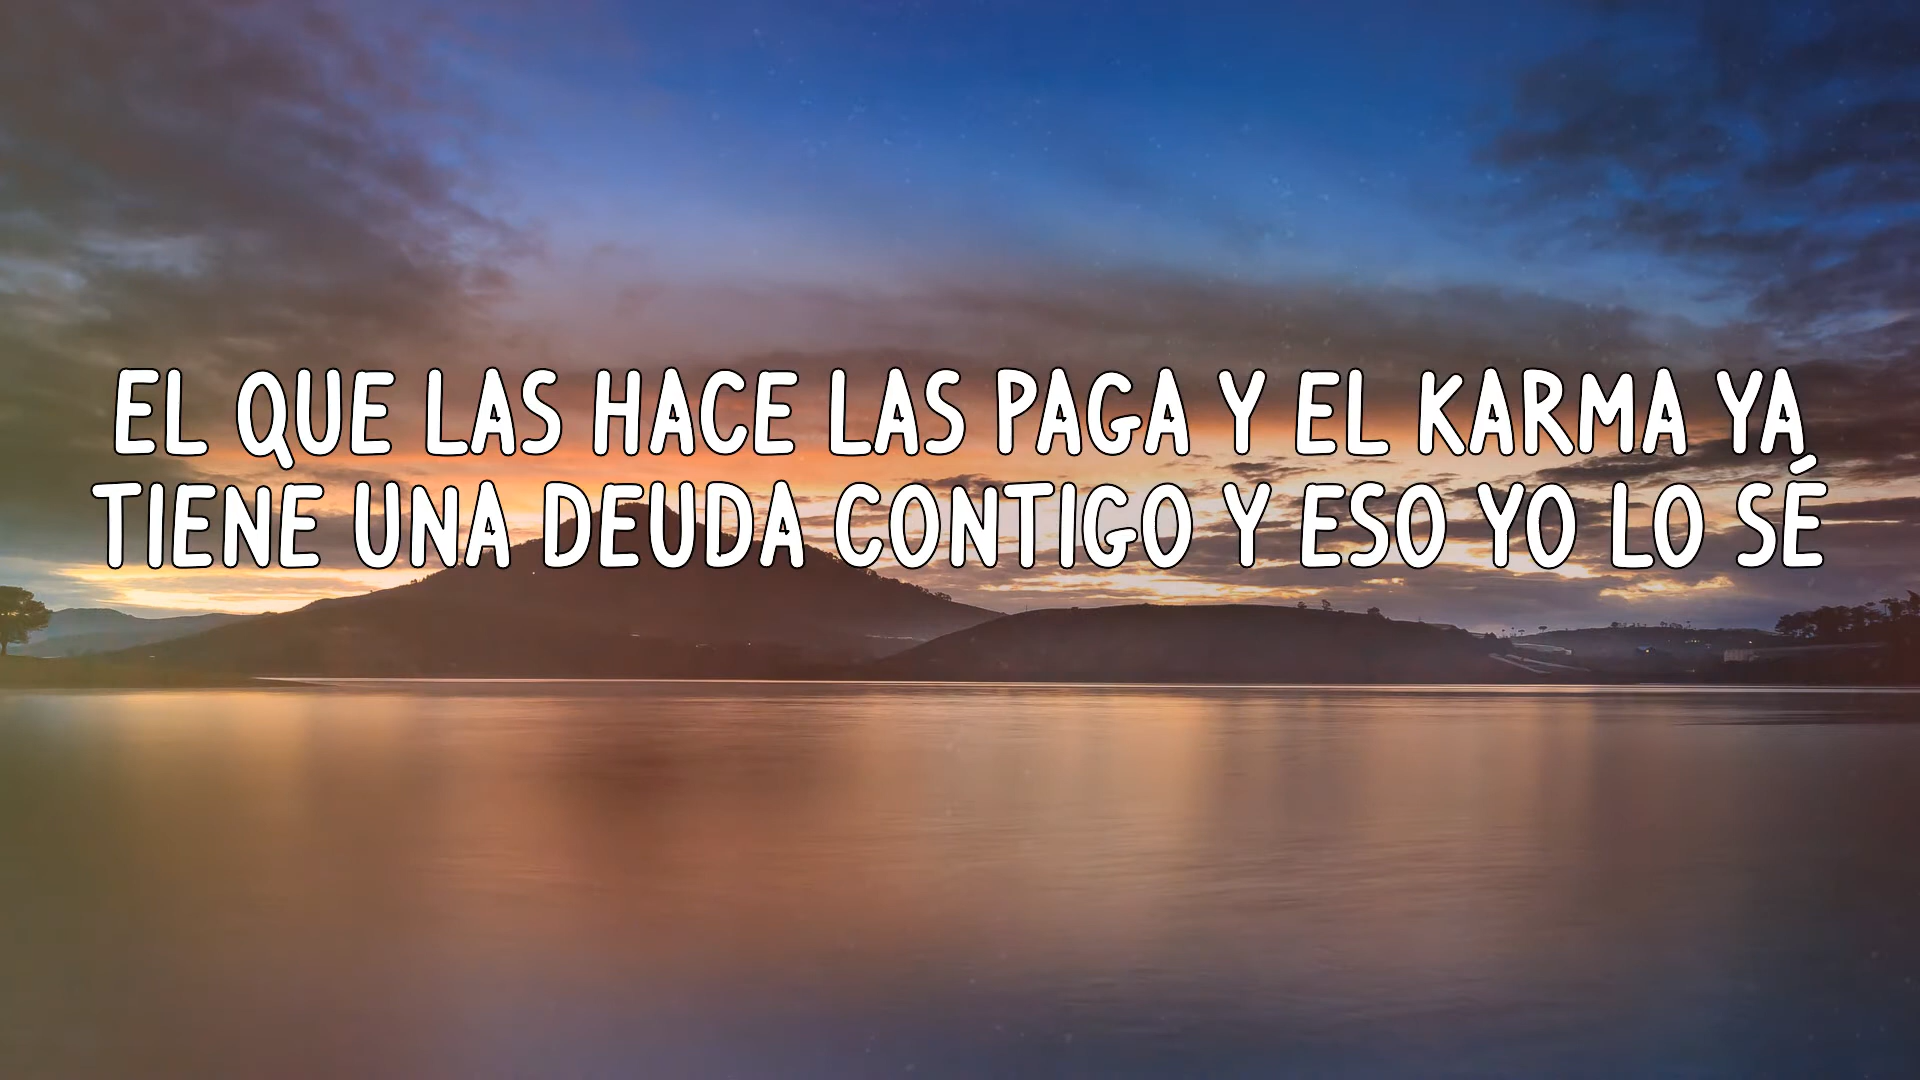 EL QUE LAS HACE LAS PAGA Y EL KARMA YA
TIENE UNA DEUDA CONTIGO Y ESO YO LO SÉ